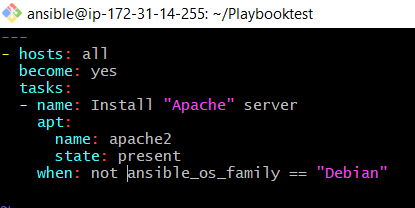 ansible@ip-172-31-14-255: ~/Playbooktest
---
- hosts: all
  become: yes
  tasks:
  - name: Install "Apache" server
    apt:
      name: apache2
      state: present
    when: not ansible_os_family == "Debian"